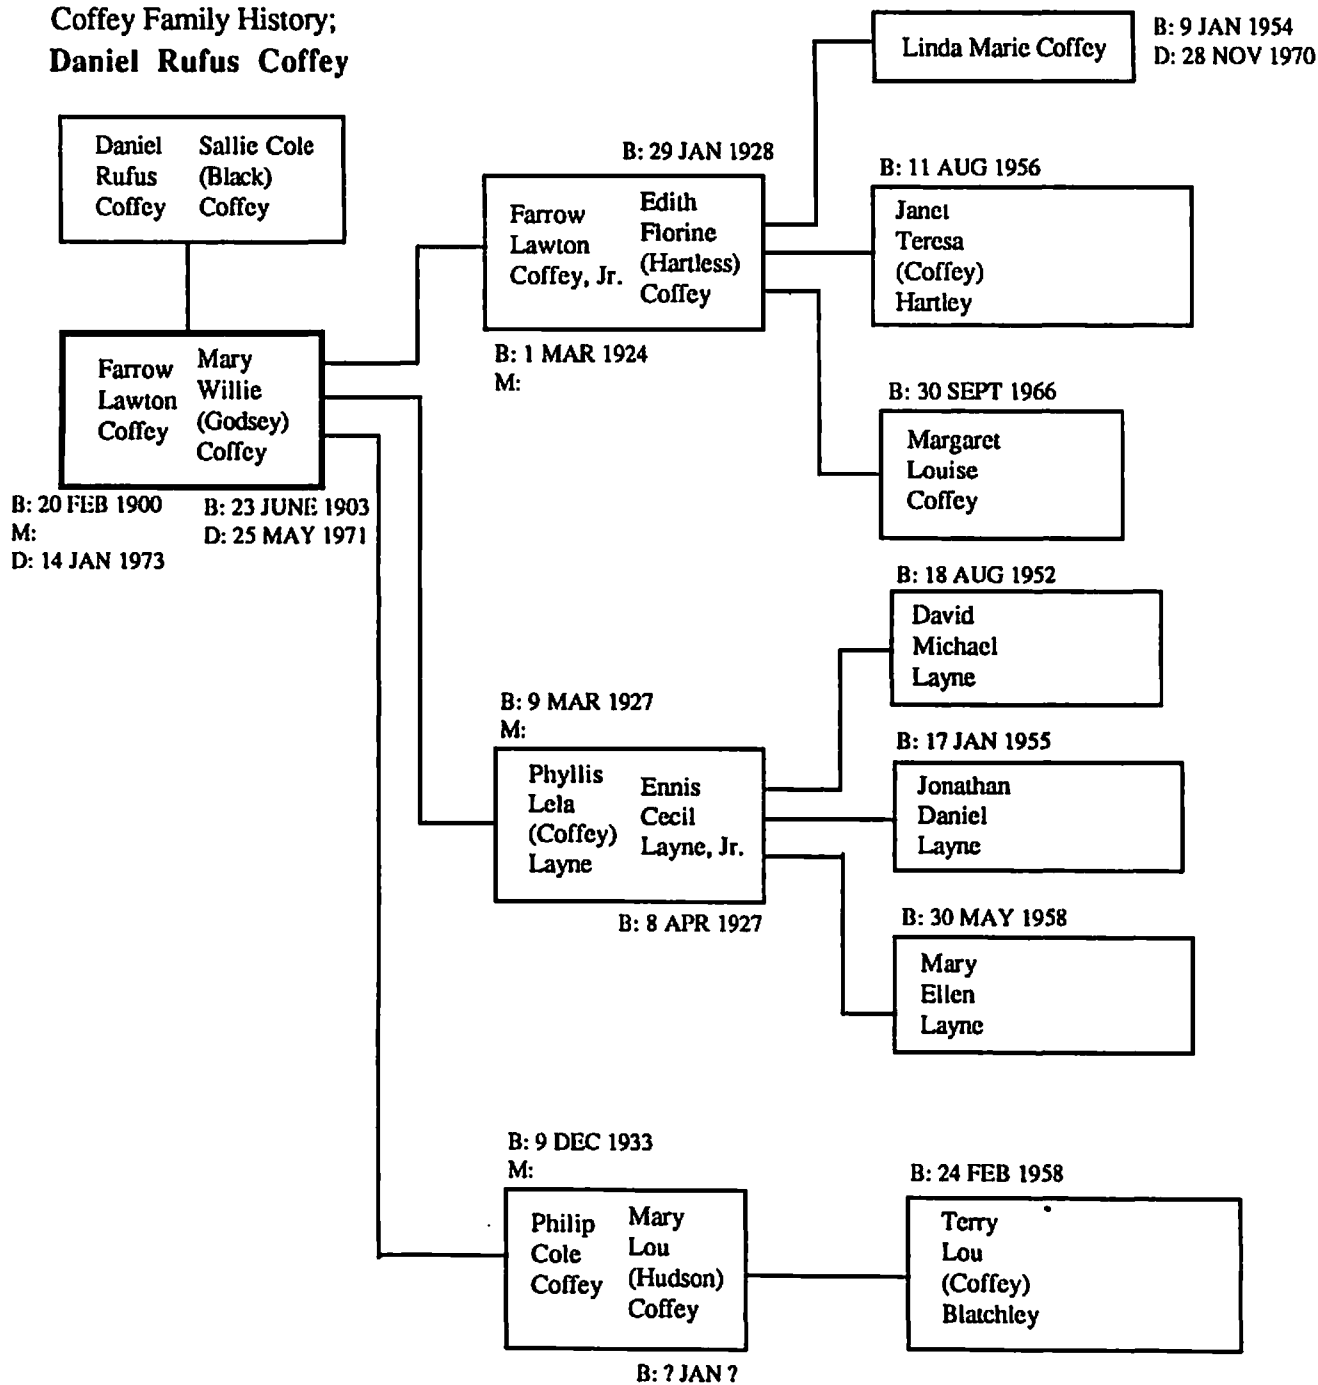 Coffey Family History;
Daniel Rufus Coffey
Daniel
Rufus
Coffey
Sallie Cole
(Black)
Coffey
Farrow
Lawton
Coffey
Mary
Willie
(Godsey)
Coffey
B: 20 FEB 1900
M:
D: 14 JAN 1973
B: 23 JUNE 1903
D: 25 MAY 1971
B: 29 JAN 1928
Farrow
Lawton
Coffey, Jr.
Edith
Florine
(Hartless)
Coffey
B: 1 MAR 1924
M:
Linda Marie Coffey
B: 9 JAN 1954
D: 28 NOV 1970
B: 11 AUG 1956
Janet
Teresa
(Coffey)
Hartley
B: 30 SEPT 1966
Margaret
Louise
Coffey
B: 9 MAR 1927
M:
Phyllis
Lela
(Coffey)
Layne
Ennis
Cecil
Layne, Jr.
B: 8 APR 1927
B: 18 AUG 1952
David
Michael
Layne
B: 17 JAN 1955
Jonathan
Daniel
Layne
B: 30 MAY 1958
Mary
Ellen
Layne
B: 9 DEC 1933
M:
Philip
Cole
Coffey
Mary
Lou
(Hudson)
Coffey
B: ? JAN ?
B: 24 FEB 1958
Terry
Lou
(Coffey)
Blatchley